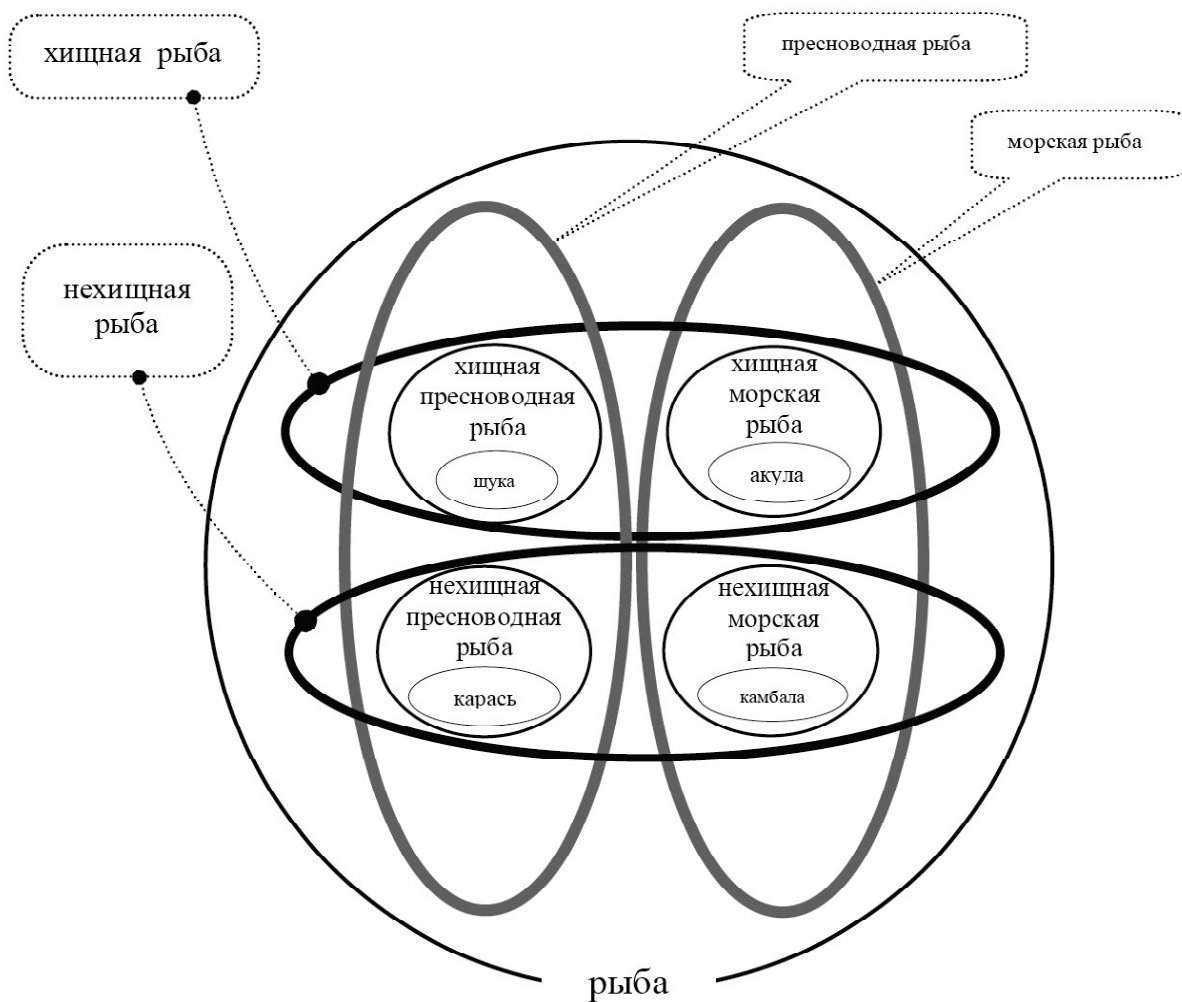 хищная рыба
пресноводная рыба
морская рыба
нехищная
рыба
хищная
пресноводная
рыба
щука
хищная
морская
рыба
акула
нехищная
пресноводная
рыба
карась
нехищная
морская
рыба
камбала
рыба